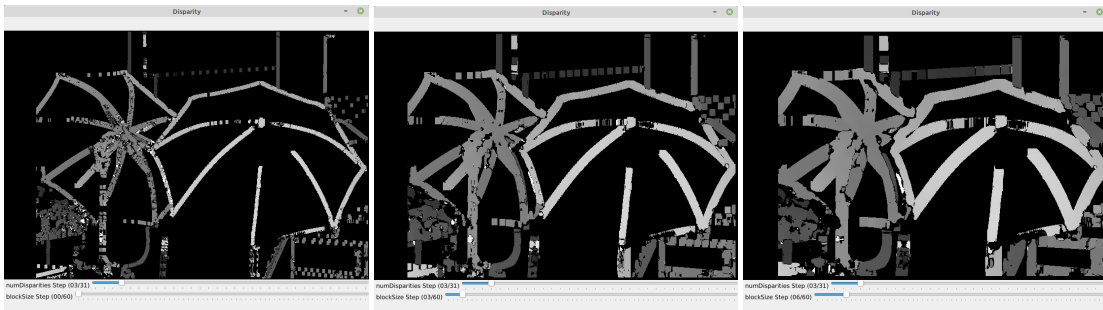 Disparity
numDisparities Step (03/31)
blockSize Step (00/60)
Disparity
numDisparities Step (03/31)
blockSize Step (03/60)
Disparity
numDisparities Step (03/31)
blockSize Step (06/60)